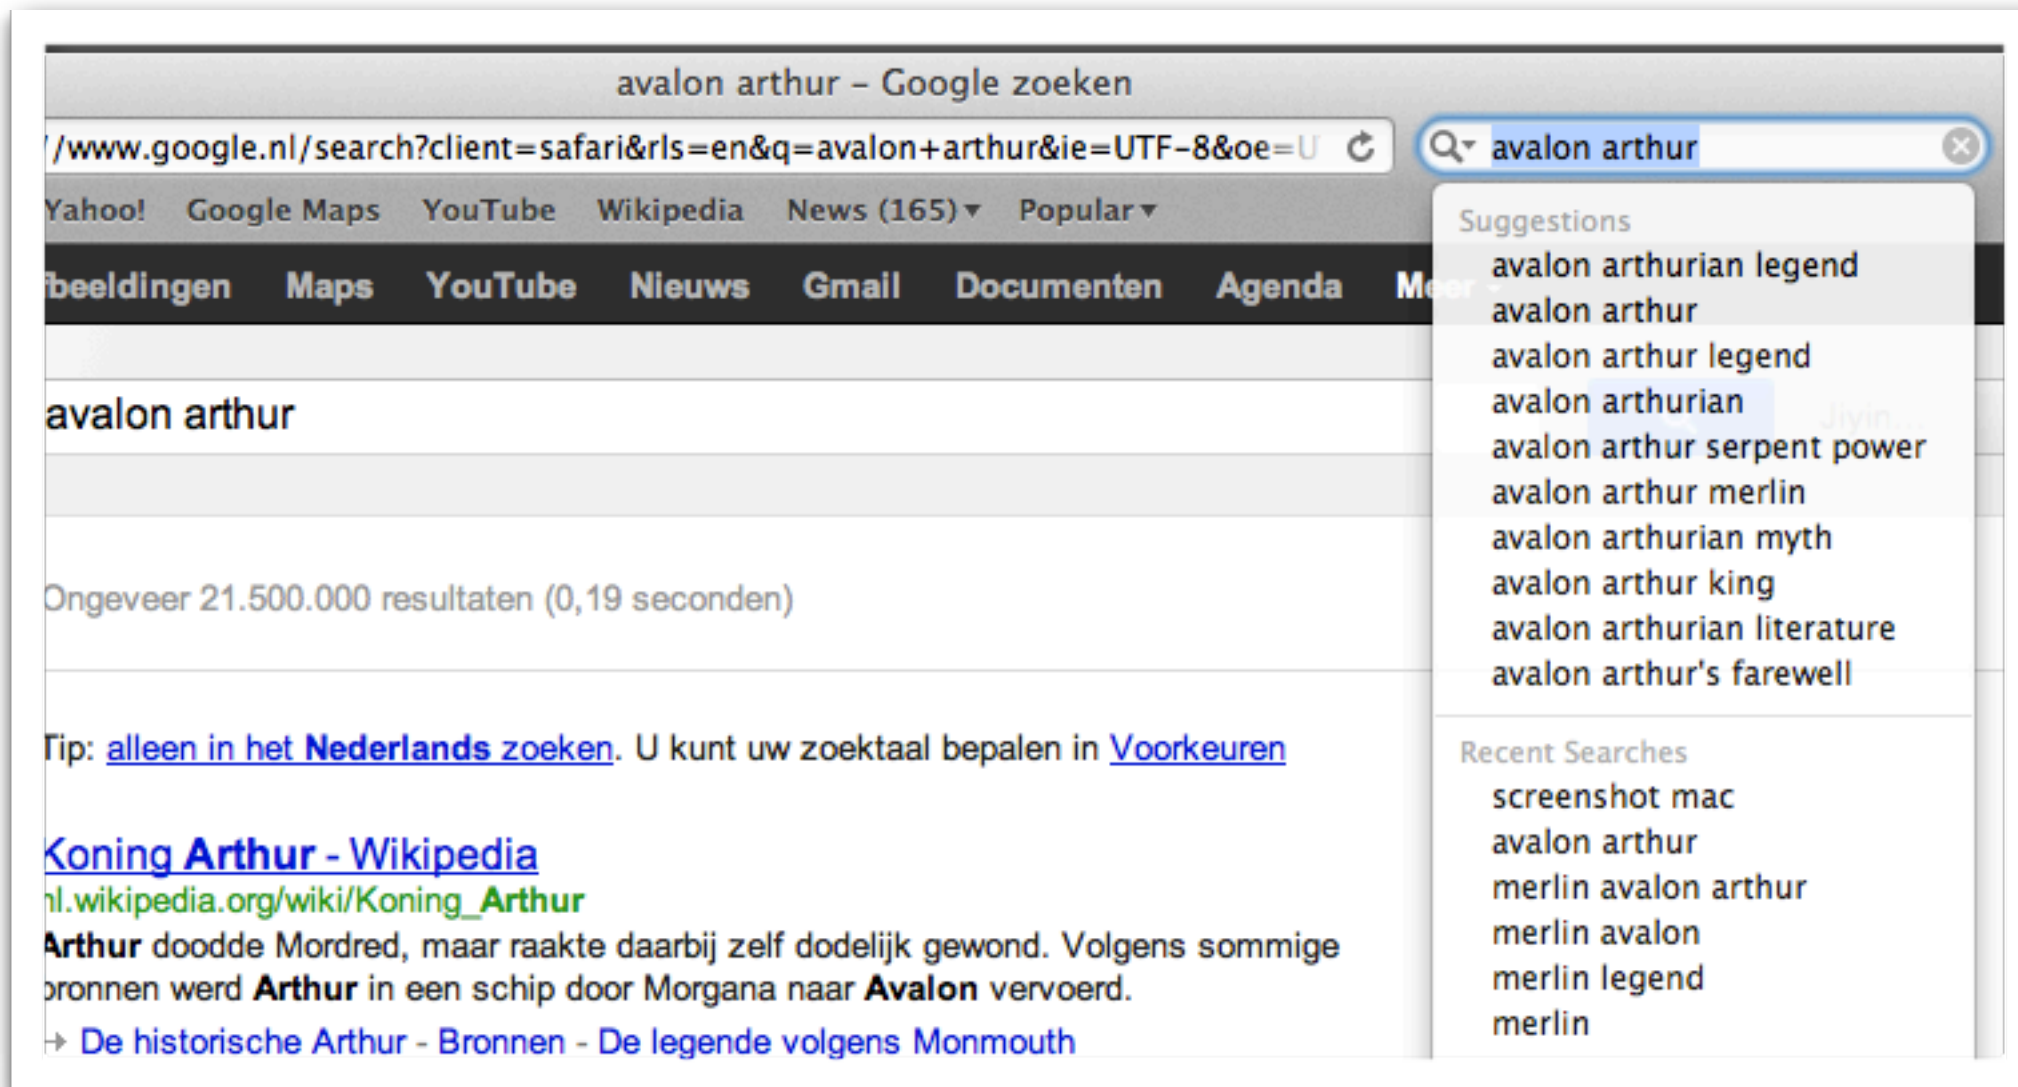 avalon arthur – Google zoeken
//www.google.nl/search?client=safari&rls=en&q=avalon+arthur&ie=UTF-8&oe=U
avalon arthur
Yahoo! Google Maps YouTube Wikipedia News (165) Popular
fbeeldingen Maps YouTube Nieuws Gmail Documenten Agenda Meer
avalon arthur
Ongeveer 21.500.000 resultaten (0,19 seconden)
Tip: alleen in het Nederlands zoeken. U kunt uw zoektaal bepalen in Voorkeuren
Koning Arthur - Wikipedia
nl.wikipedia.org/wiki/Koning_Arthur
Arthur doodde Mordred, maar raakte daarbij zelf dodelijk gewond. Volgens sommige
bronnen werd Arthur in een schip door Morgana naar Avalon vervoerd.
→ De historische Arthur - Bronnen - De legende volgens Monmouth
Suggestions
avalon arthurian legend
avalon arthur
avalon arthur legend
avalon arthurian
avalon arthur serpent power
avalon arthur merlin
avalon arthurian myth
avalon arthur king
avalon arthurian literature
avalon arthur's farewell
Recent Searches
screenshot mac
avalon arthur
merlin avalon arthur
merlin avalon
merlin legend
merlin